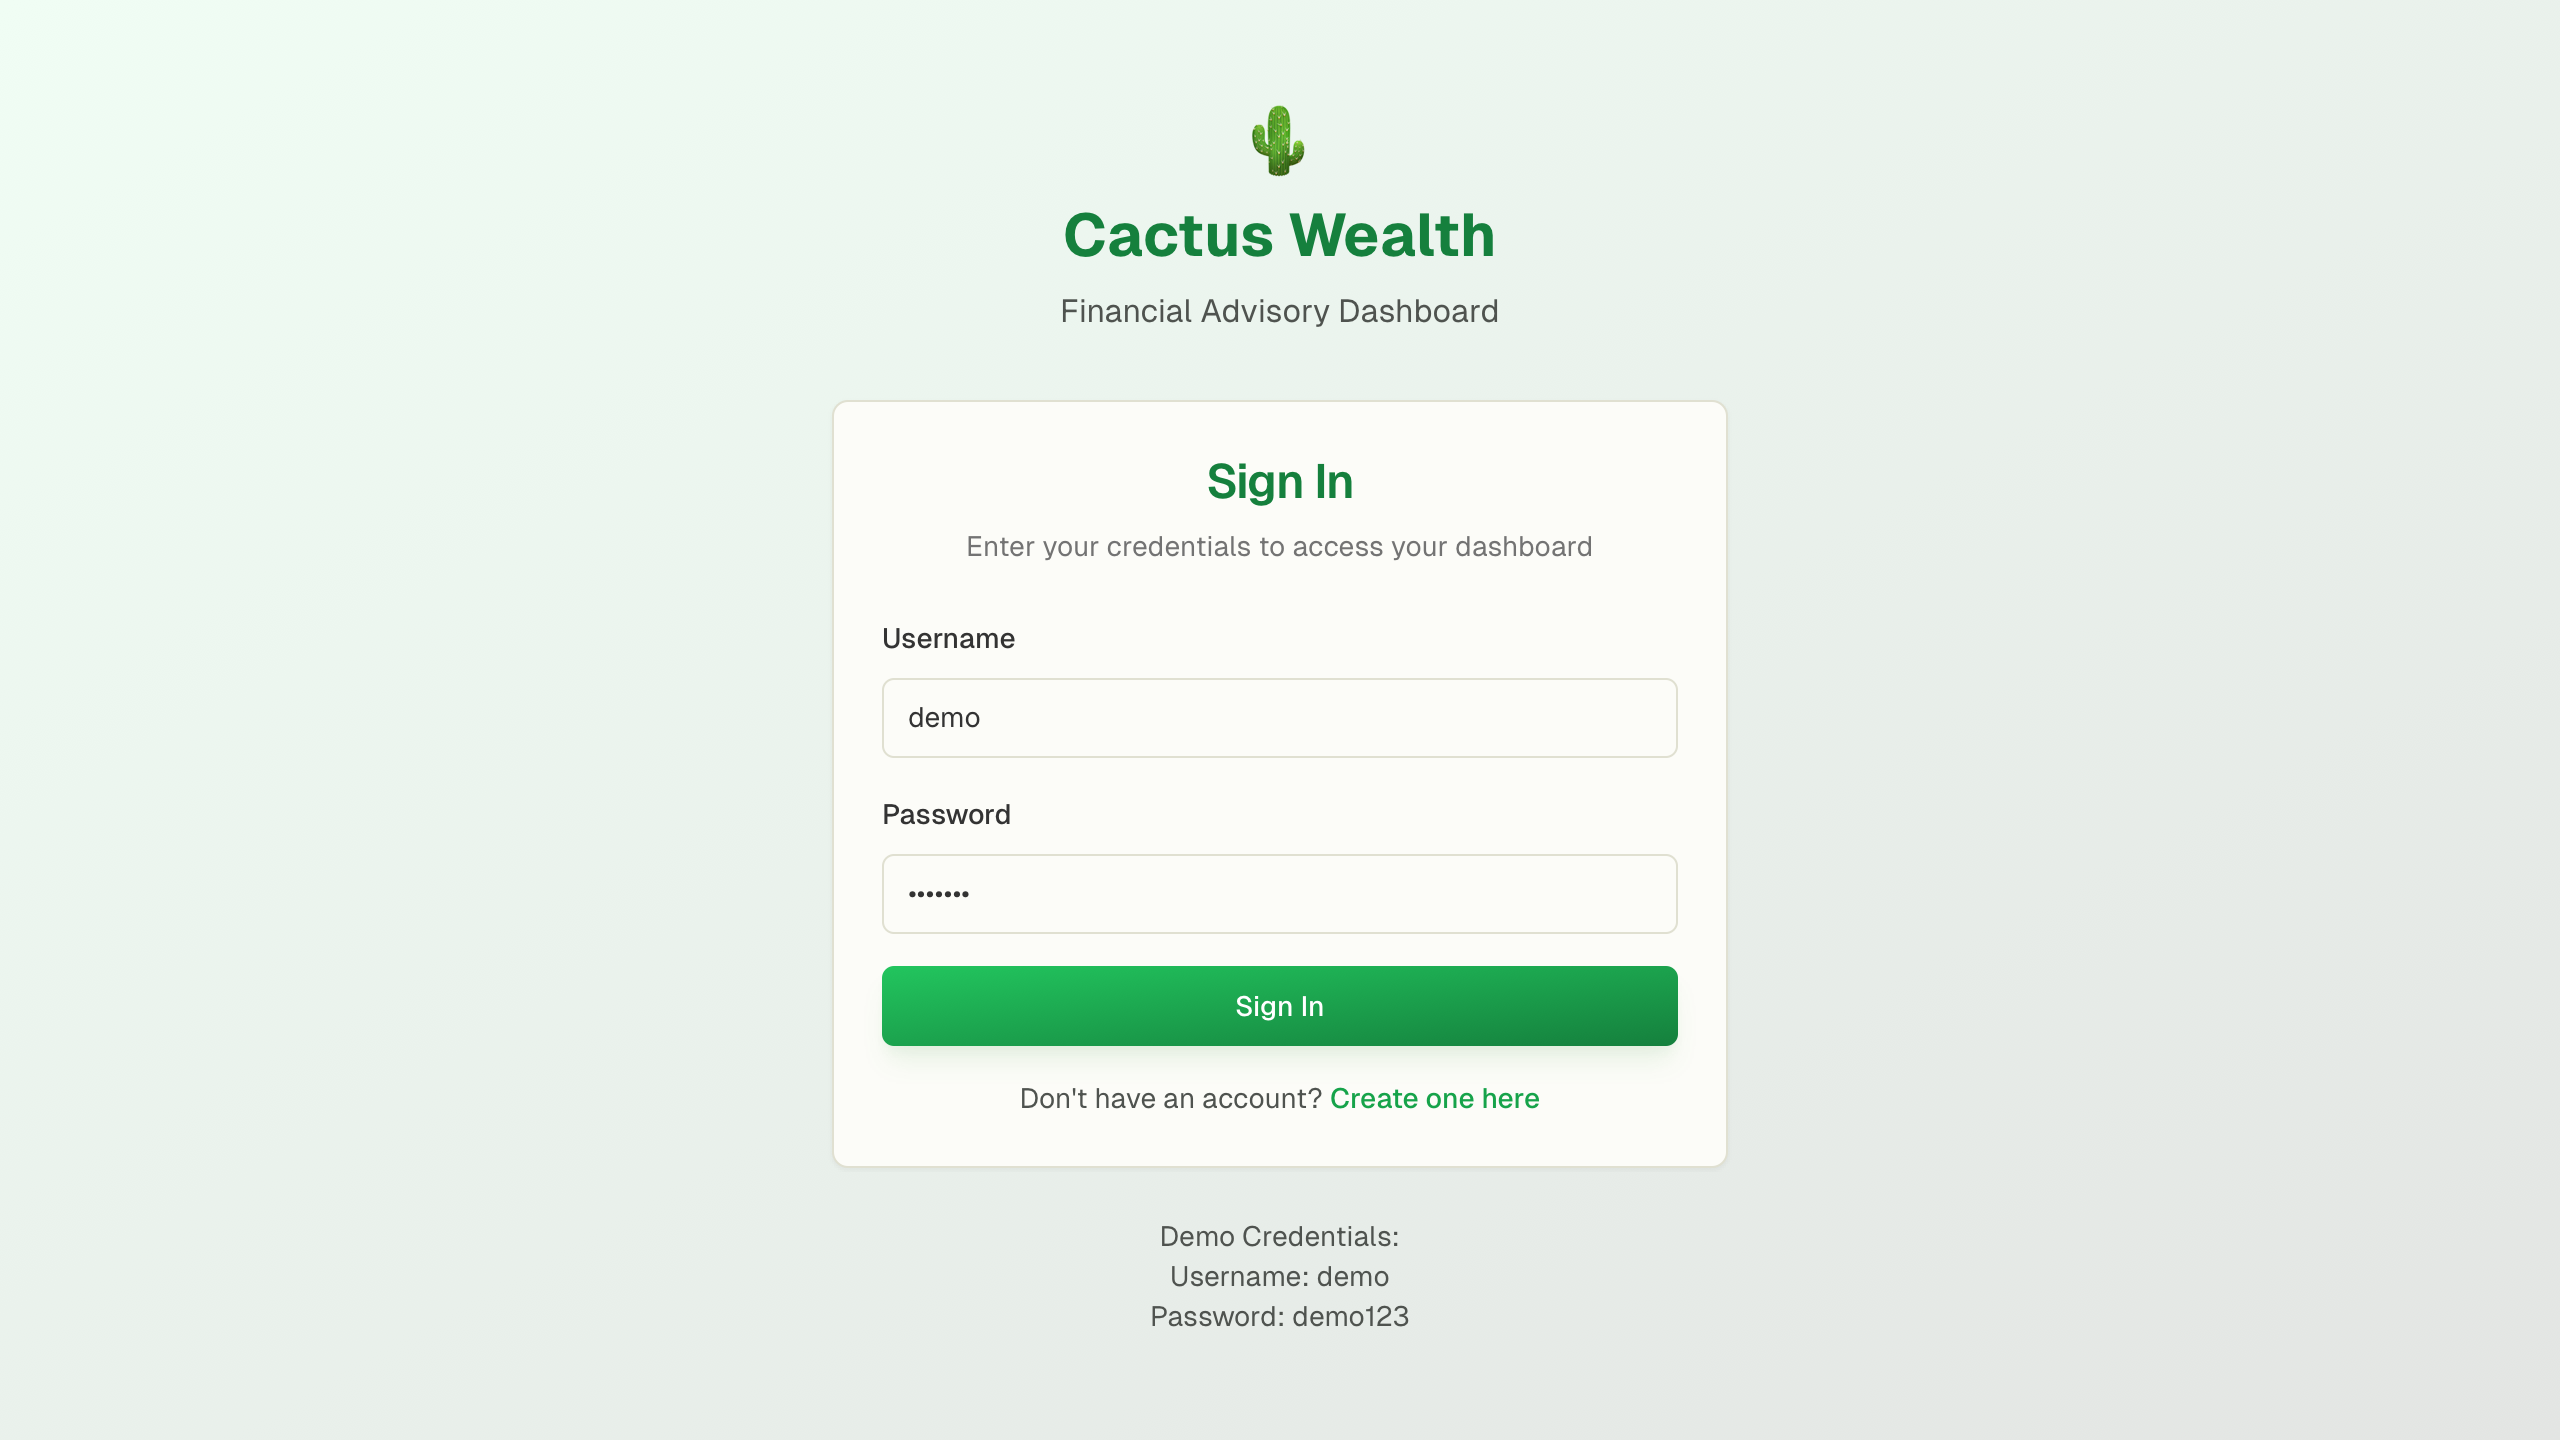 Cactus Wealth
Financial Advisory Dashboard
Sign In
Enter your credentials to access your dashboard
Username
demo
Password
•••••••
Sign In
Don't have an account? Create one here
Demo Credentials:
Username: demo
Password: demo123